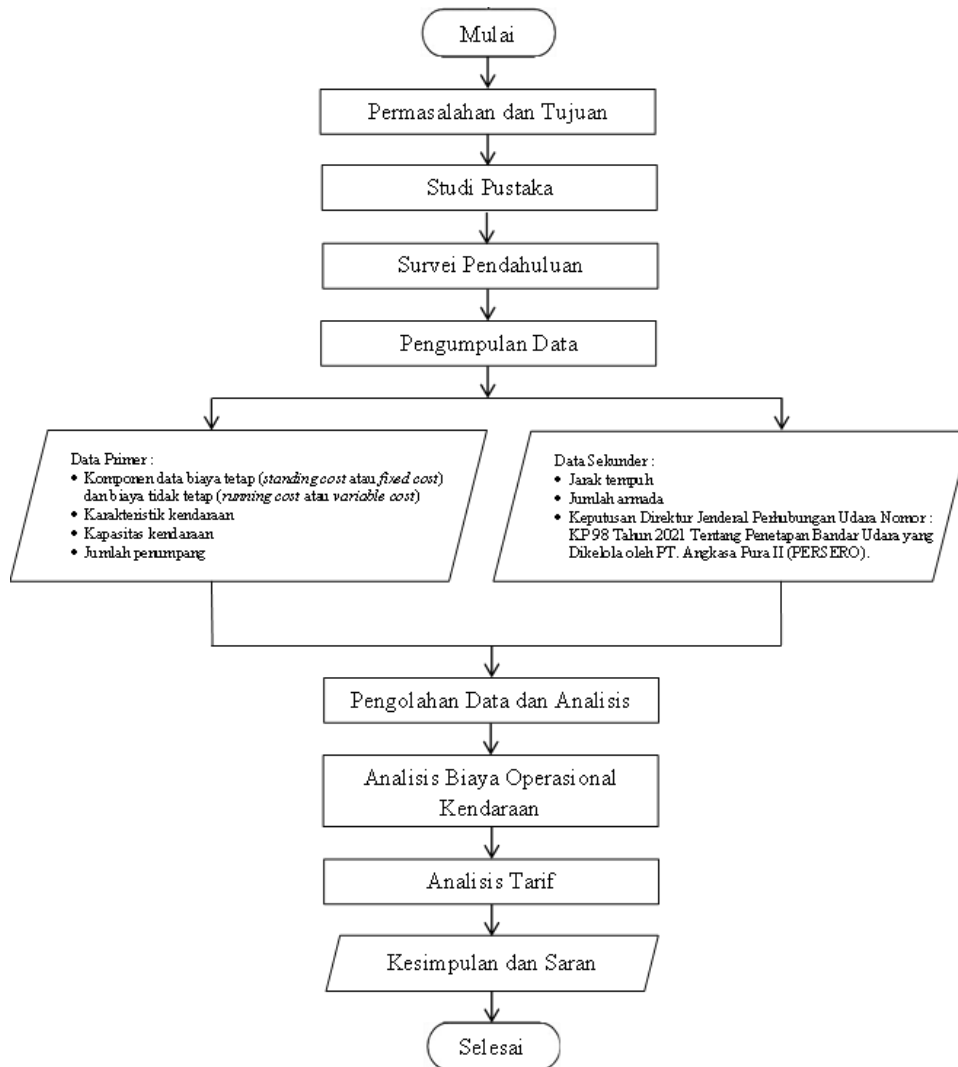 Mulai
Permasalahan dan Tujuan
Studi Pustaka
Survei Pendahuluan
Pengumpulan Data
Data Primer :
• Komponen data biaya tetap (standing cost atau fixed cost)
dan biaya tidak tetap (running cost atau variable cost)
• Karakteristik kendaraan
• Kapasitas kendaraan
• Jumlah penumpang
Data Sekunder :
• Jarak tempuh
• Jumlah armada
• Keputusan Direktur Jenderal Perhubungan Udara Nomor :
KP 98 Tahun 2021 Tentang Penetapan Bandar Udara yang
Dikelola oleh PT. Angkasa Pura II (PERSERO).
Pengolahan Data dan Analisis
Analisis Biaya Operasional
Kendaraan
Analisis Tarif
Kesimpulan dan Saran
Selesai